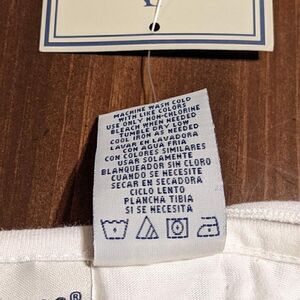 MACHINE WASH COLD
WITH LIKE COLORS
USE ONLY NON-CHLORINE
BLEACH WHEN NEEDED
TUMBLE DRY LOW
COOL IRON AS NEEDED
LAVAR EN LAVADORA
CON AGUA FRIA
CON COLORES SIMILARES
USAR SOLAMENTE
BLANQUEADOR SIN CLORO
CUANDO SE NECESITE
SECAR EN SECADORA
CICLO LENTO
PLANCHA TIBIA
SI SE NECESITA